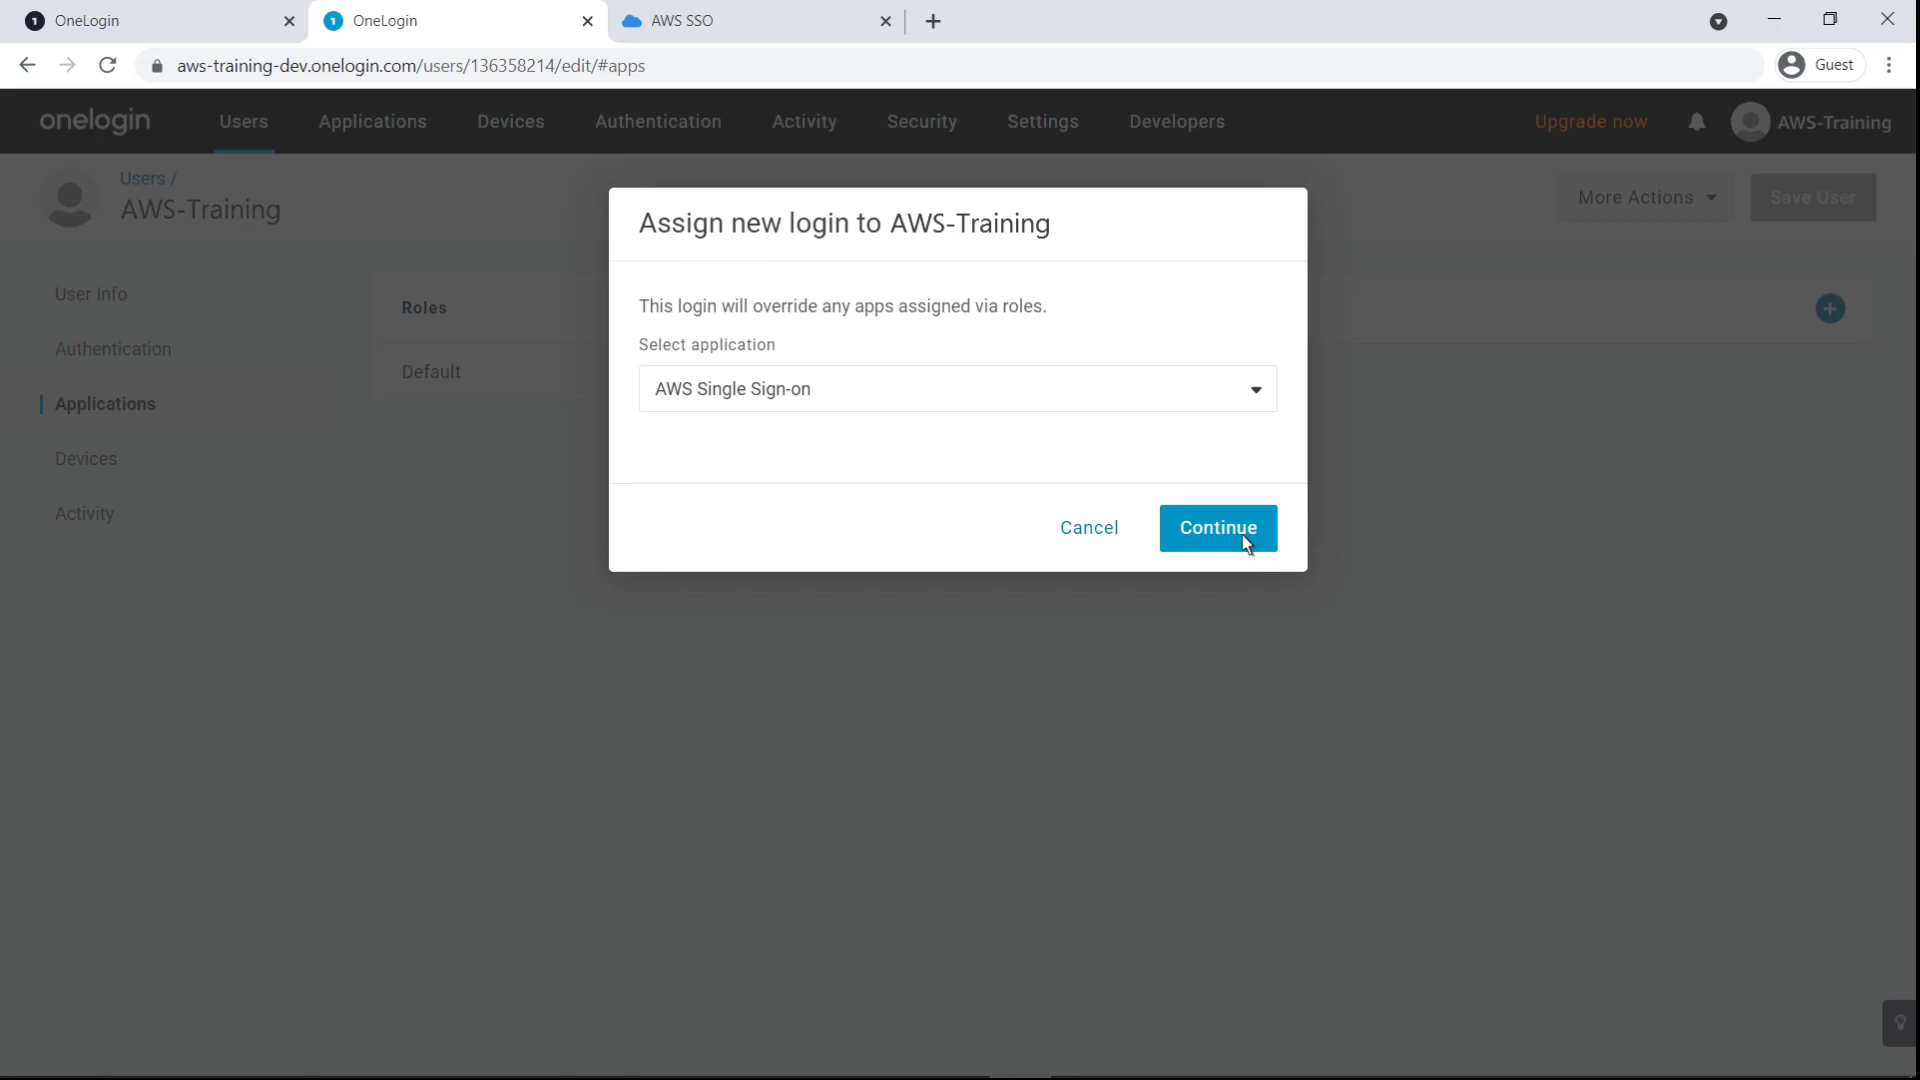 OneLogin
OneLogin
AWS SSO
aws-training-dev.onelogin.com/users/136358214/edit/#apps
Guest
onelogin
Users
Applications
Devices
Authentication
Activity
Security
Settings
Developers
Upgrade now
AWS-Training
Users /
AWS-Training
More Actions
Save User
User Info
Authentication
Applications
Devices
Activity
Roles
Default
Assign new login to AWS-Training
This login will override any apps assigned via roles.
Select application
AWS Single Sign-on
Cancel
Continue